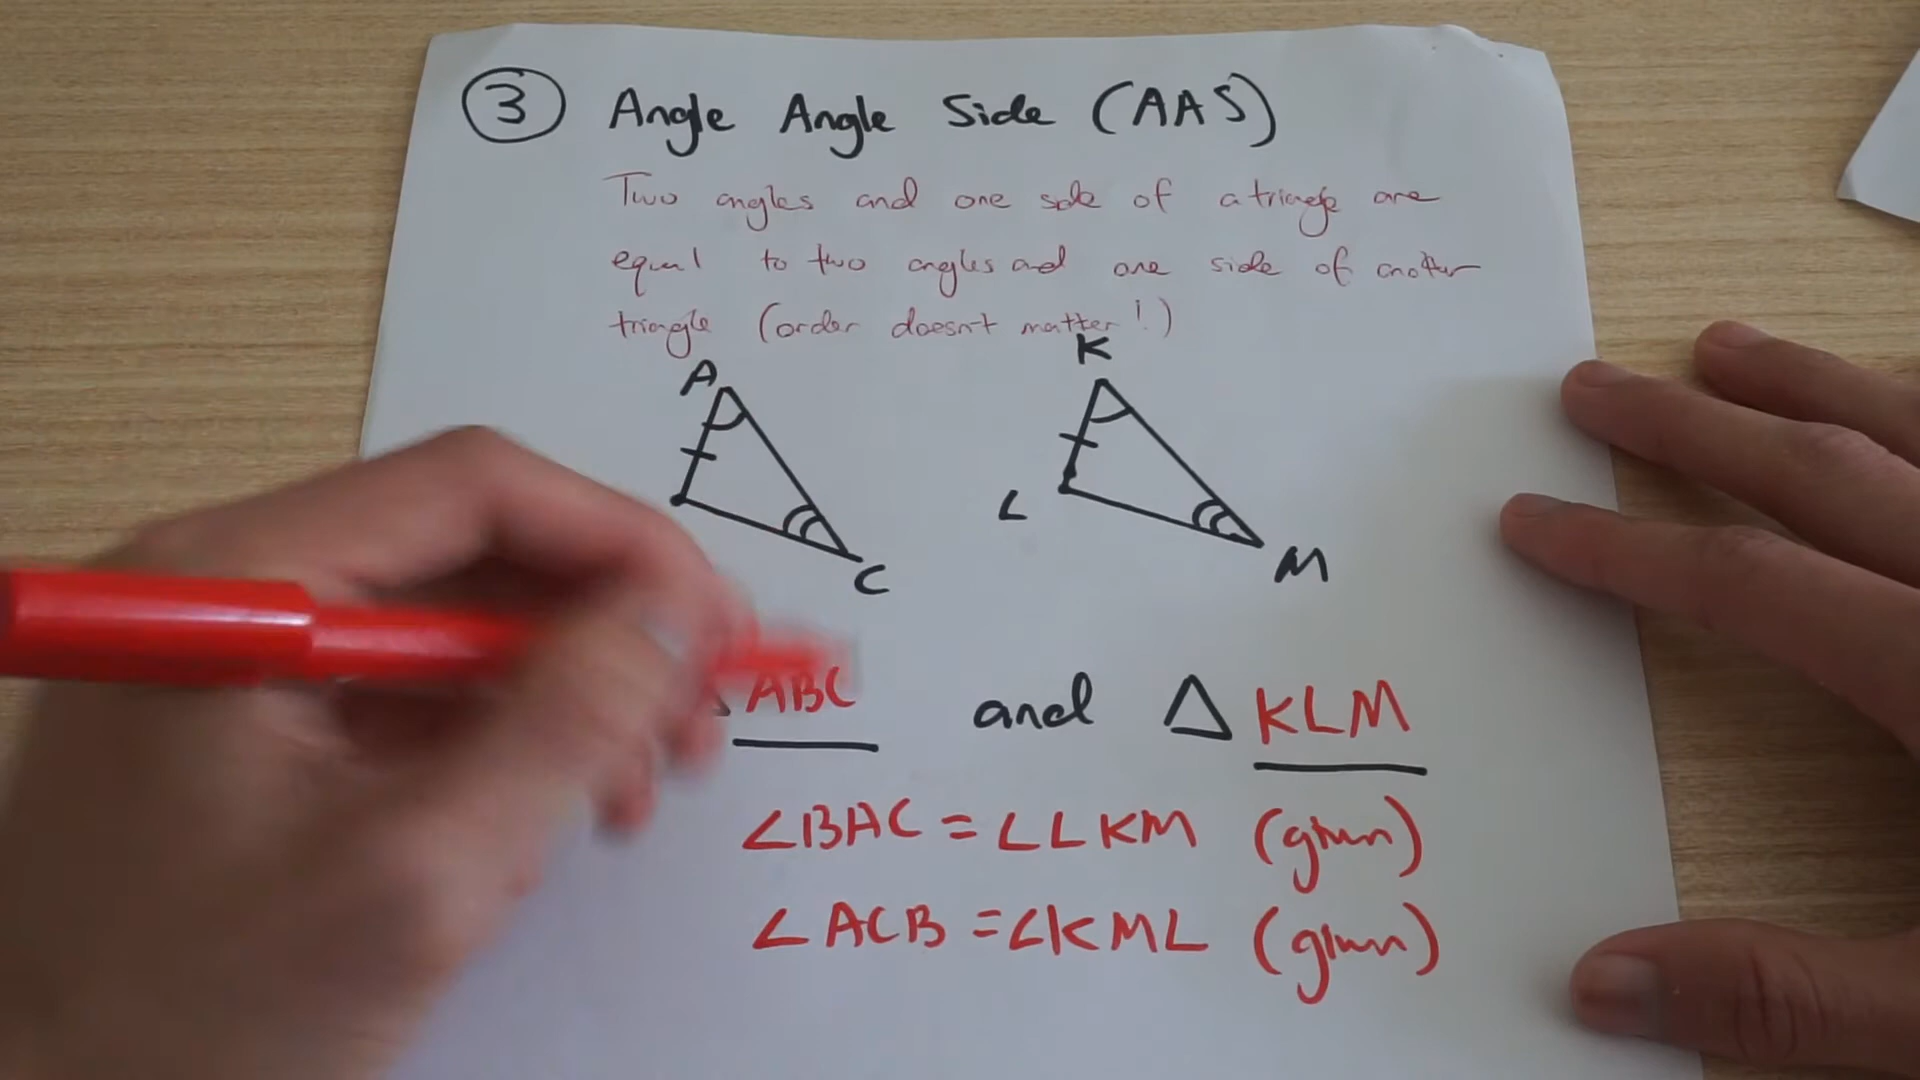 3 Angle Angle Side (AAS)
Two angles and one side of a triangle are
equal to two angles and one side of another
triangle (order doesn't matter!)
A
K
L
C
M
ABC and Δ KLM
∠BAC = ∠LKM (given)
∠ACB = ∠KML (given)